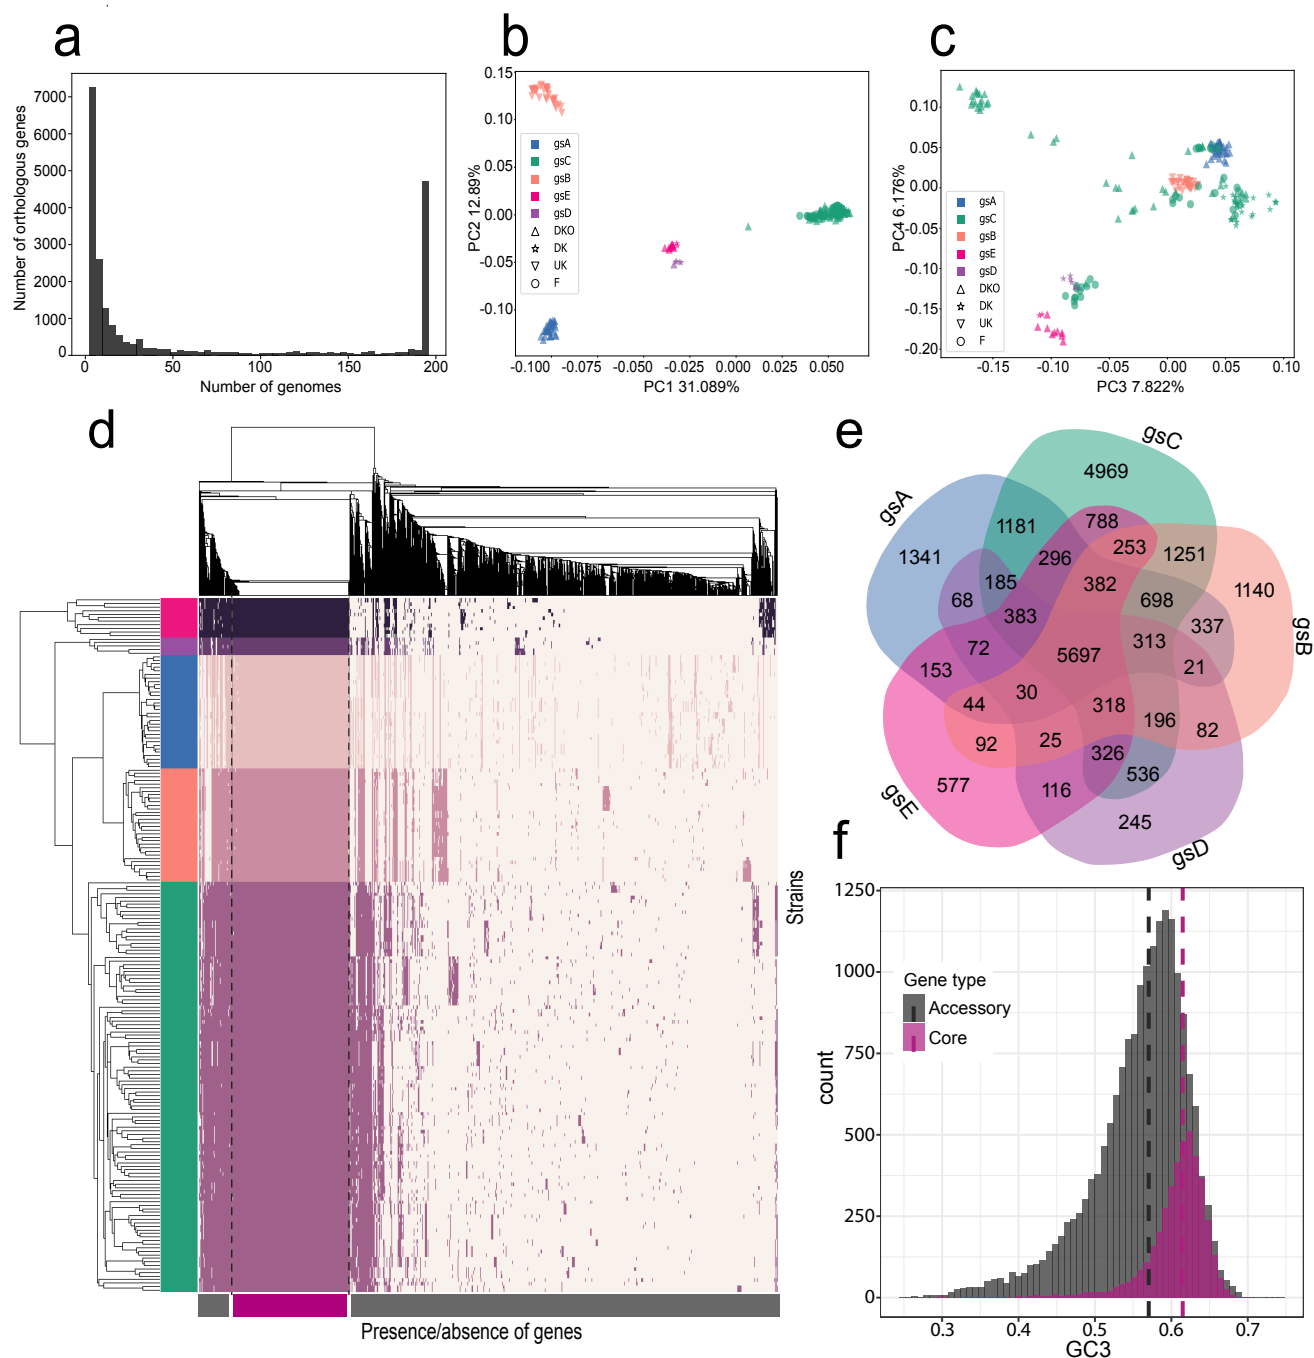 a
7000
6000
5000
4000
3000
2000
1000
0
Number of orthologous genes
0
50
100
150
200
Number of genomes
b
0.15
0.10
0.05
0.00
-0.05
-0.10
PC2 12.89%
gsA
gsC
gsB
gsE
gsD
DKO
DK
UK
F
-0.100
-0.075
-0.050
-0.025
0.000
0.025
0.050
PC1 31.089%
c
0.10
0.05
0.00
-0.05
-0.10
-0.15
-0.20
PC4 6.176%
gsA
gsC
gsB
gsE
gsD
DKO
DK
UK
F
-0.15
-0.10
-0.05
0.00
0.05
0.10
PC3 7.822%
d
Strains
Presence/absence of genes
e
gsC
gsA
gsB
gsE
gsD
4969
1181
788
253
1251
1341
296
185
382
698
1140
68
383
337
72
5697
313
21
153
30
44
318
196
82
92
25
326
536
577
116
245
f
1250
1000
750
500
250
0
count
Gene type
Accessory
Core
0.3
0.4
0.5
0.6
0.7
GC3